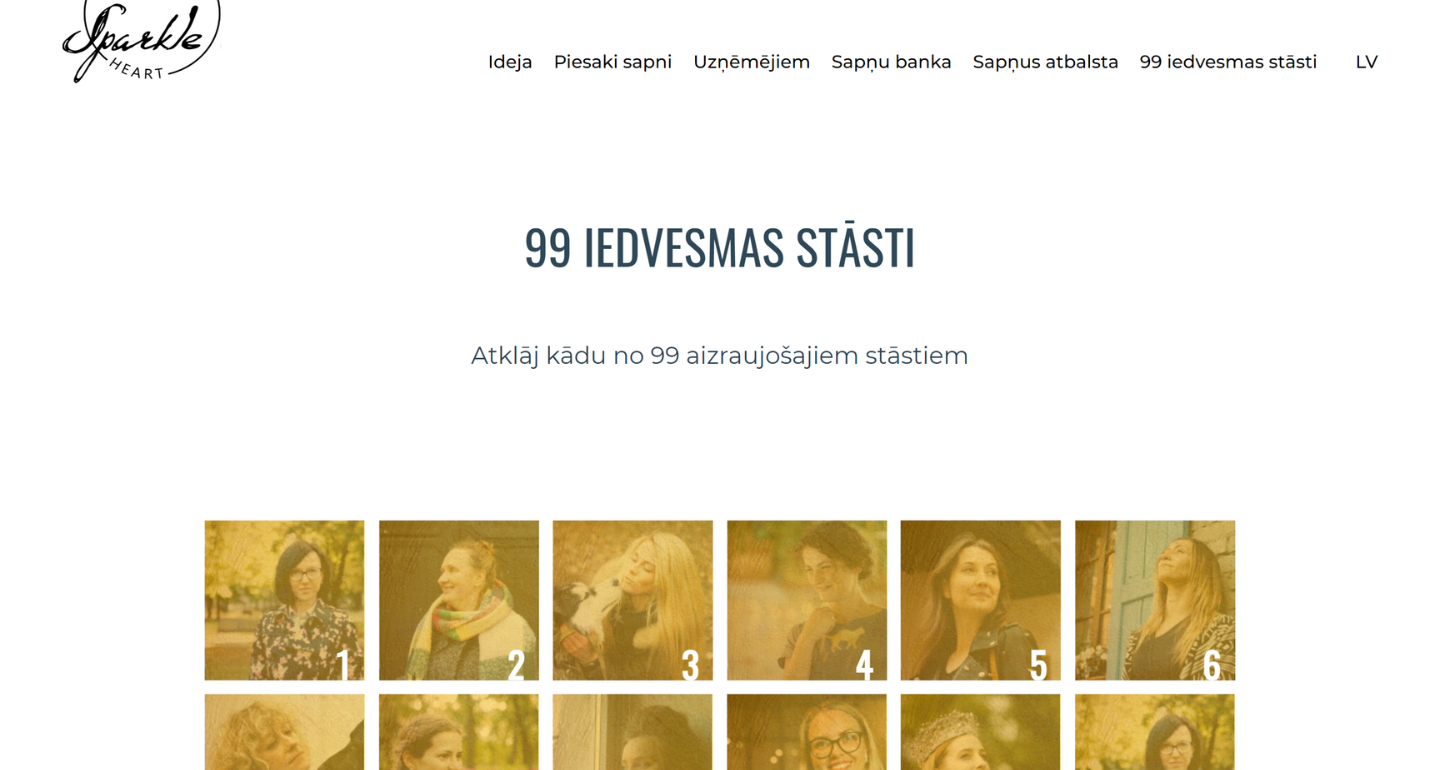 Sparkle
HEART
Ideja Piesaki sapni Uzņēmējiem Sapņu banka Sapņus atbalsta 99 iedvesmas stāsti LV
99 IEDVESMAS STĀSTI
Atklāj kādu no 99 aizraujošajiem stāstiem
1 2 3 4 5 6